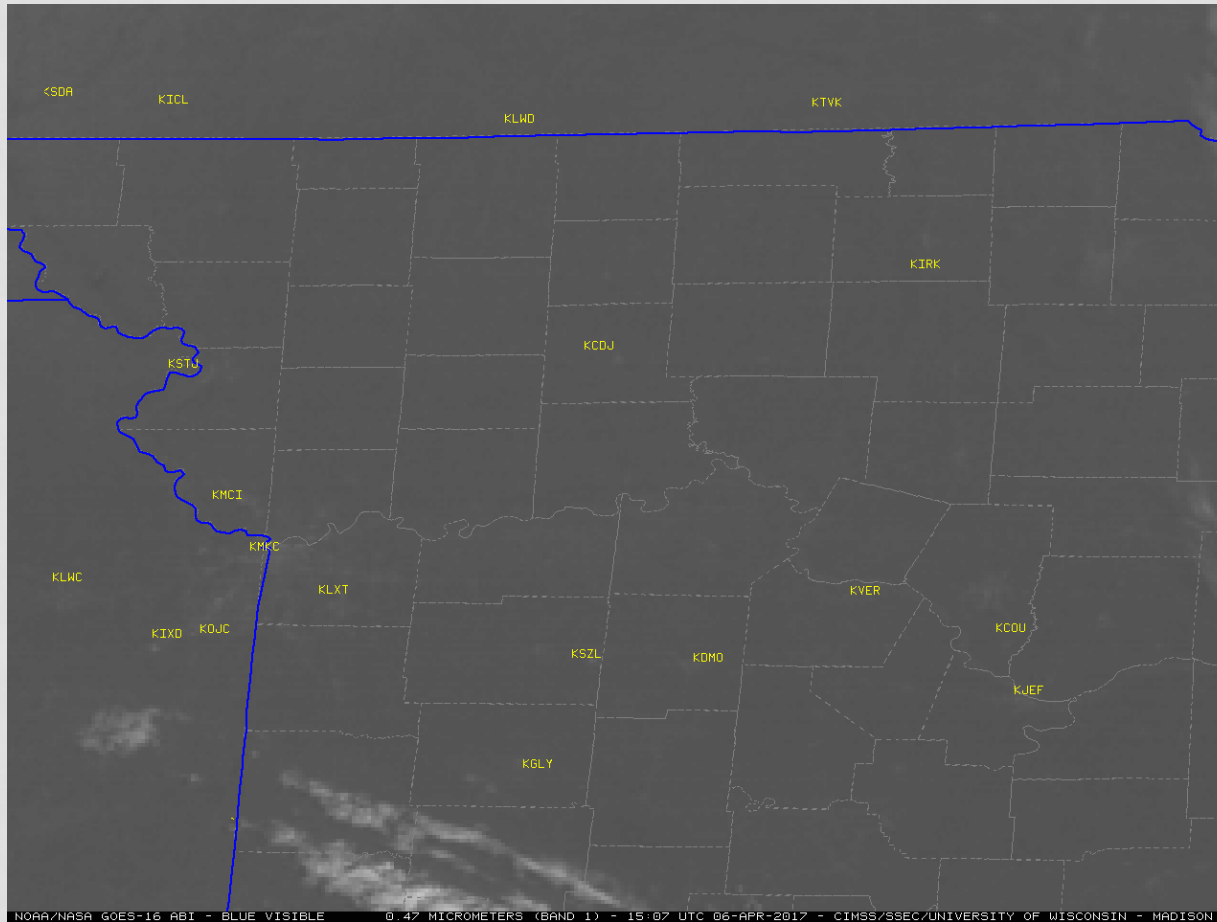 KSDA
KICL
KTVK
KLWD
KIRK
KCDJ
KSTJ
KMCI
KMKC
KLWC
KLXT
KVER
KIXD
KOJC
KCOU
KSZL
KDMO
KJEF
KGLY
NOAA/NASA GOES-16 ABI - BLUE VISIBLE 0.47 MICROMETERS (BAND 1) - 15:07 UTC 06-APR-2017 - CIMSS/SSEC/UNIVERSITY OF WISCONSIN - MADISON